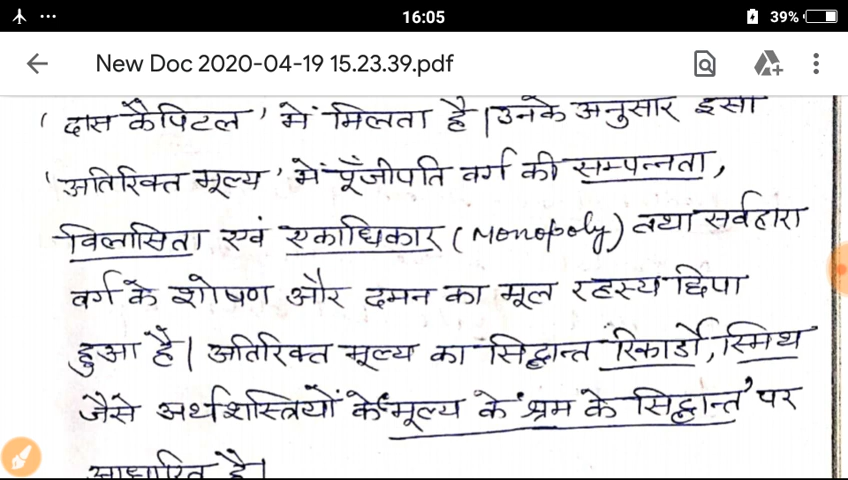 16:05
39%
New Doc 2020-04-19 15.23.39.pdf
'दास कैपिटल' में मिलता है।उनके अनुसार इसी
'अतिरिक्त मूल्य' में पूँजीपति वर्ग की सम्पन्नता,
विलासिता एवं एकाधिकार (Monopoly) तथा सर्वहारा
वर्ग के शोषण और दमन का मूल रहस्य छिपा
हुआ है। अतिरिक्त मूल्य का सिद्धान्त रिकार्डो, स्मिथ
जैसे अर्थशस्त्रियों के 'मूल्य के श्रम के सिद्धान्त' पर
आधारित है।